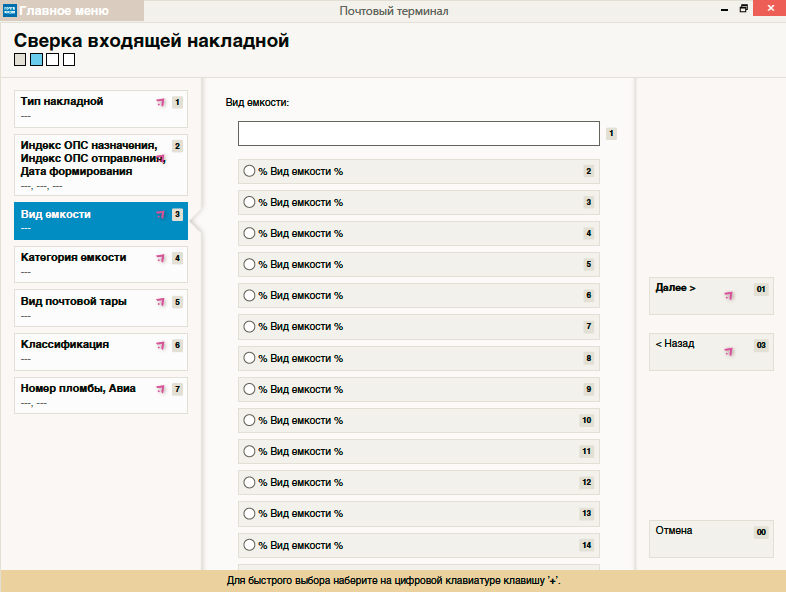 Главное меню
Почтовый терминал
Сверка входящей накладной
Тип накладной 1
---
Индекс ОПС назначения, 2
Индекс ОПС отправления,
Дата формирования
---, ---, ---
Вид емкости 3
---
Категория емкости 4
---
Вид почтовой тары 5
---
Классификация 6
---
Номер пломбы, Авиа 7
---, ---
Вид емкости:
1
% Вид емкости % 2
% Вид емкости % 3
% Вид емкости % 4
% Вид емкости % 5
% Вид емкости % 6
% Вид емкости % 7
% Вид емкости % 8
% Вид емкости % 9
% Вид емкости % 10
% Вид емкости % 11
% Вид емкости % 12
% Вид емкости % 13
% Вид емкости % 14
Далее > 01
< Назад 03
Отмена 00
Для быстрого выбора наберите на цифровой клавиатуре клавишу '+'.